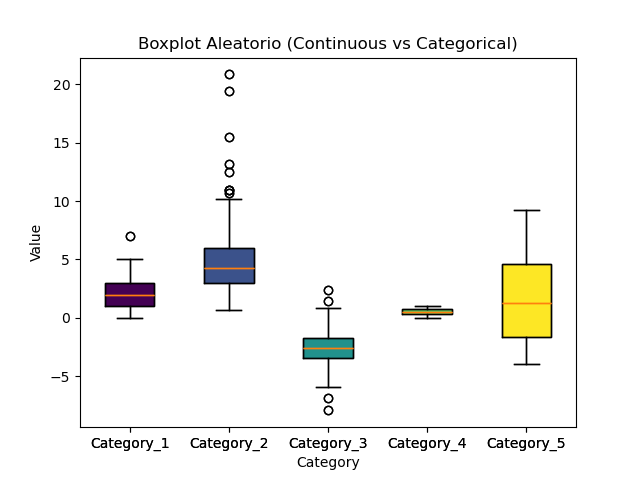 Boxplot Aleatorio (Continuous vs Categorical)
Value
20
15
10
5
0
−5
Category_1 Category_2 Category_3 Category_4 Category_5
Category